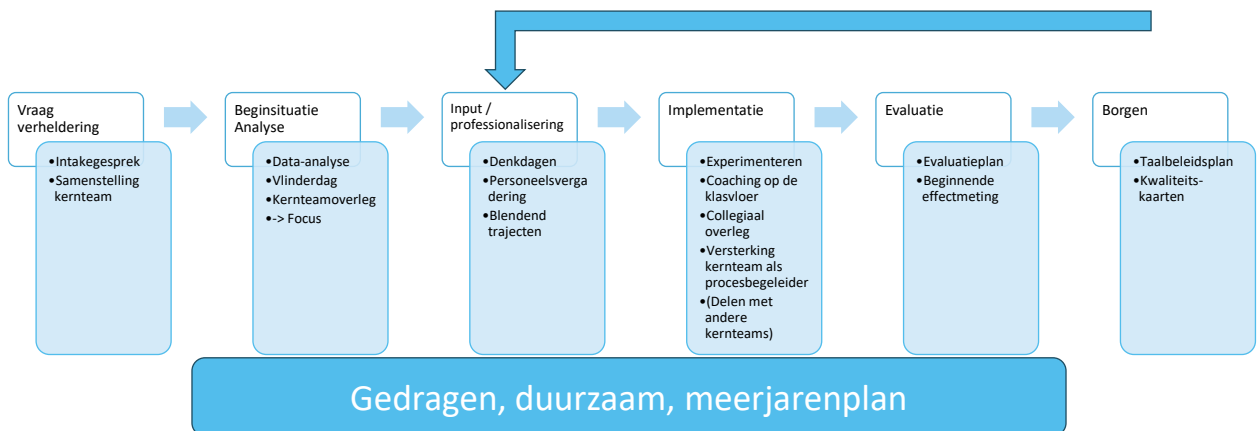 Vraag
verheldering
•Intakegesprek
•Samenstelling
kernteam
Beginsituatie
Analyse
•Data-analyse
•Vlinderdag
•Kernteamoverleg
•-> Focus
Input /
professionalisering
•Denkdagen
•Personeelsverga
dering
•Blendend
trajecten
Implementatie
•Experimenteren
•Coaching op de
klasvloer
•Collegiaal
overleg
•Versterking
kernteam als
procesbegeleider
•(Delen met
andere
kernteams)
Evaluatie
•Evaluatieplan
•Beginnende
effectmeting
Borgen
•Taalbeleidsplan
•Kwaliteits-
kaarten
Gedragen, duurzaam, meerjarenplan